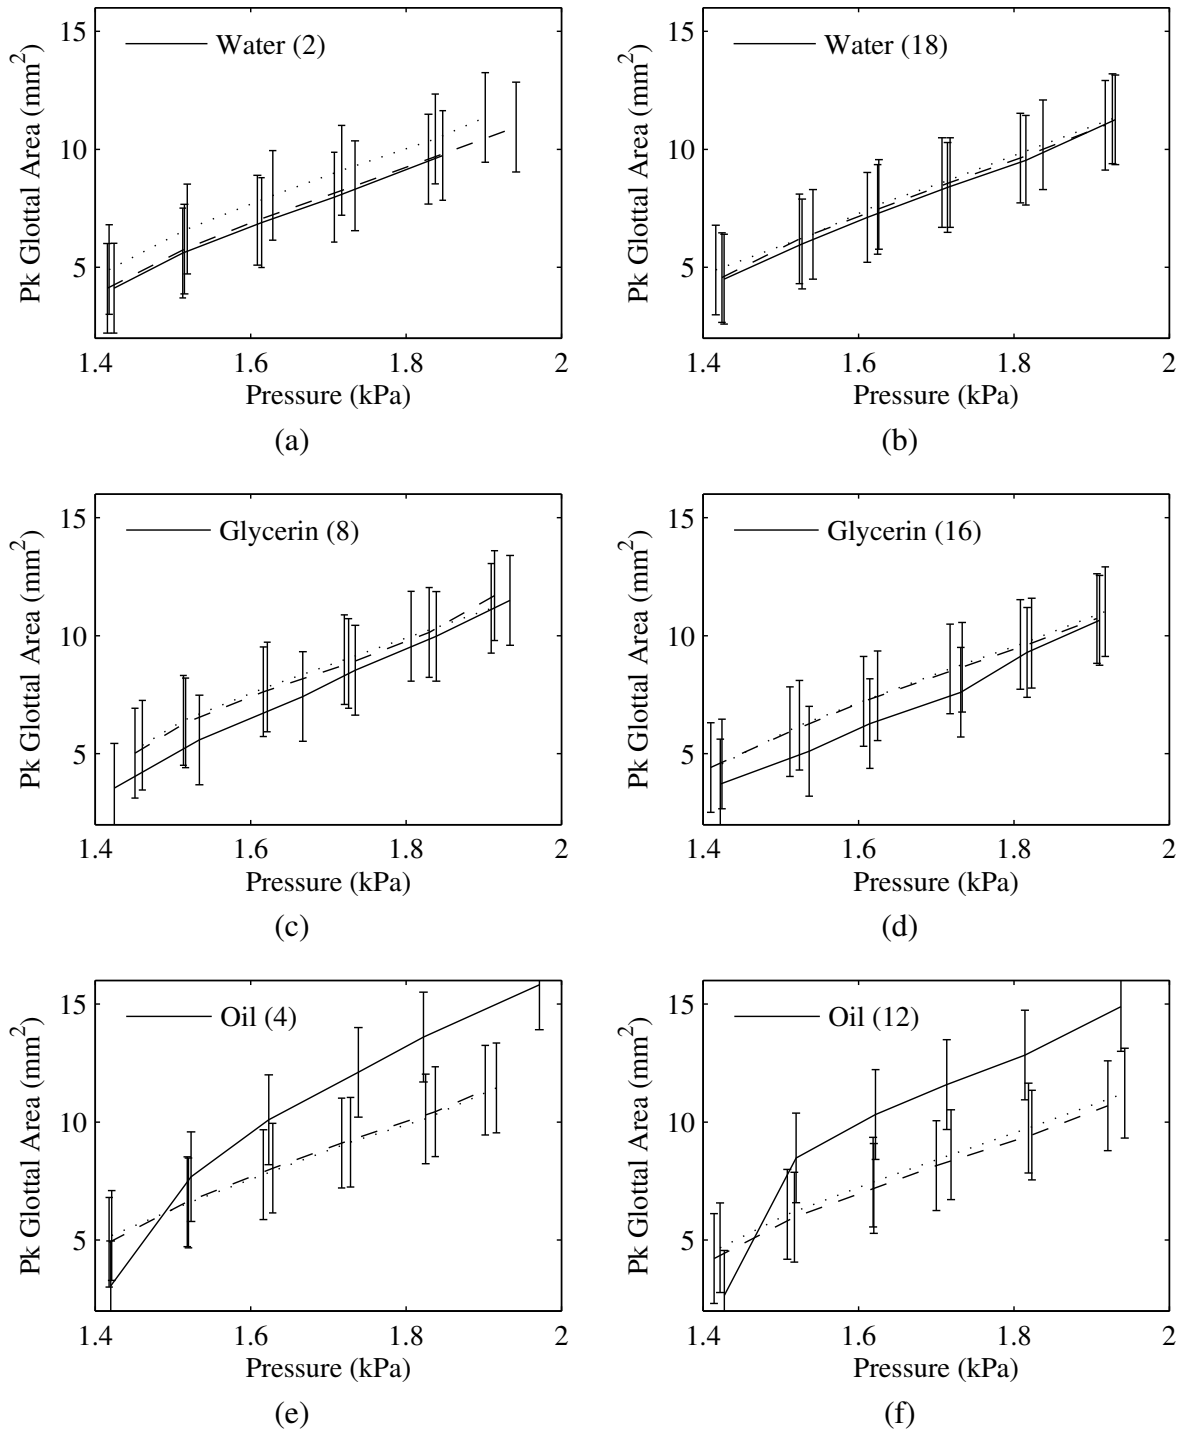 15
10
5
Pk Glottal Area (mm²)
Water (2)
1.4 1.6 1.8 2
Pressure (kPa)
(a)
15
10
5
Pk Glottal Area (mm²)
Water (18)
1.4 1.6 1.8 2
Pressure (kPa)
(b)
15
10
5
Pk Glottal Area (mm²)
Glycerin (8)
1.4 1.6 1.8 2
Pressure (kPa)
(c)
15
10
5
Pk Glottal Area (mm²)
Glycerin (16)
1.4 1.6 1.8 2
Pressure (kPa)
(d)
15
10
5
Pk Glottal Area (mm²)
Oil (4)
1.4 1.6 1.8 2
Pressure (kPa)
(e)
15
10
5
Pk Glottal Area (mm²)
Oil (12)
1.4 1.6 1.8 2
Pressure (kPa)
(f)